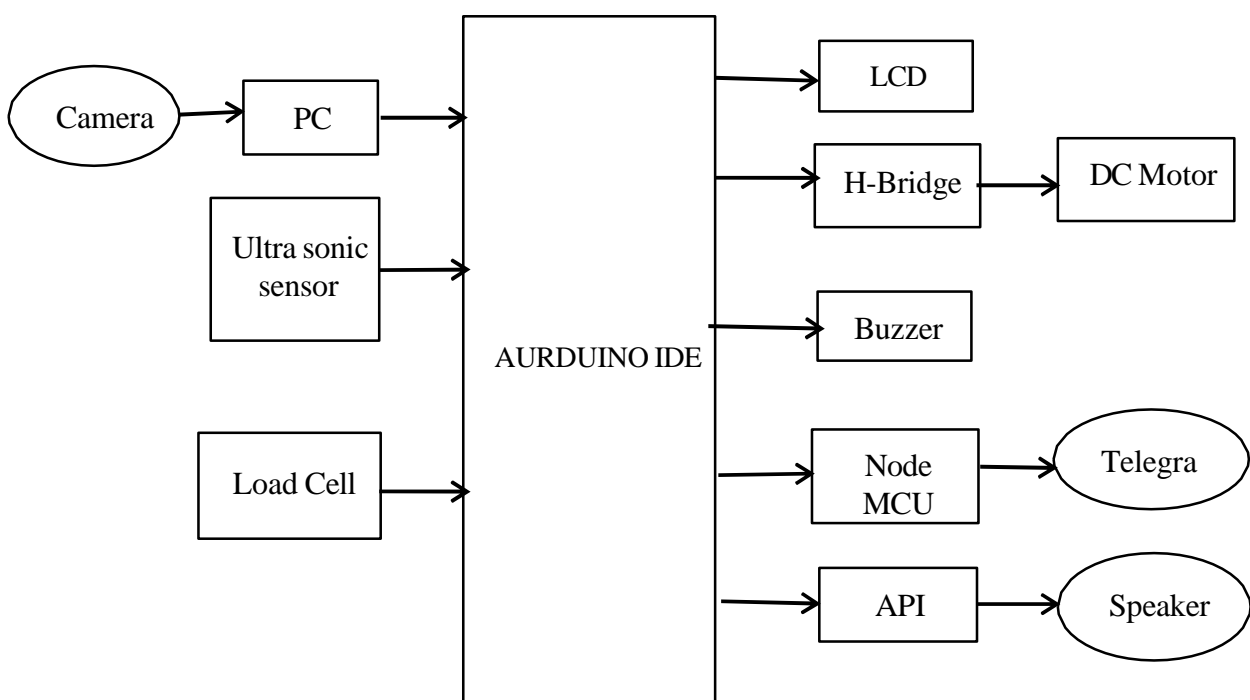 Camera
PC
Ultra sonic
sensor
Load Cell
AURDUINO IDE
LCD
H-Bridge
DC Motor
Buzzer
Node
MCU
Telegra
API
Speaker